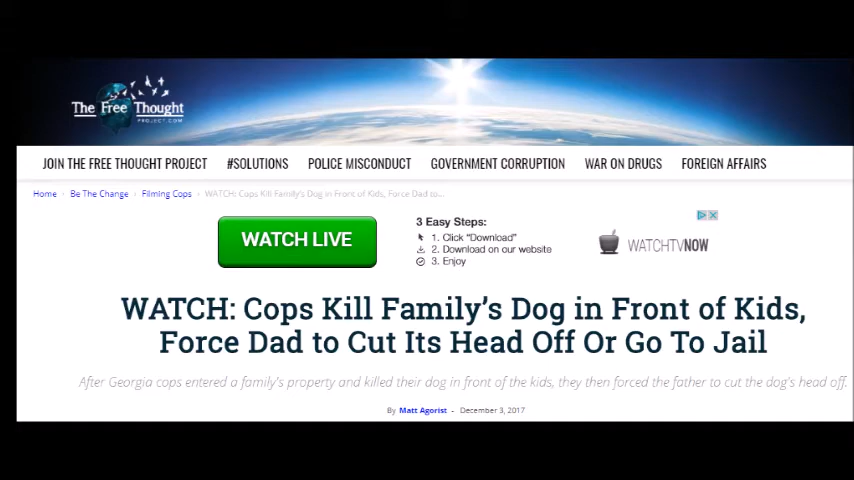 The Free Thought
PROJECT.COM
JOIN THE FREE THOUGHT PROJECT #SOLUTIONS POLICE MISCONDUCT GOVERNMENT CORRUPTION WAR ON DRUGS FOREIGN AFFAIRS
Home › Be The Change › Filming Cops › WATCH: Cops Kill Family's Dog in Front of Kids, Force Dad to...
WATCH LIVE
3 Easy Steps:
1. Click "Download"
2. Download on our website
3. Enjoy
WATCHTVNOW
WATCH: Cops Kill Family's Dog in Front of Kids,
Force Dad to Cut Its Head Off Or Go To Jail
After Georgia cops entered a family's property and killed their dog in front of the kids, they then forced the father to cut the dog's head off.
By Matt Agorist - December 3, 2017